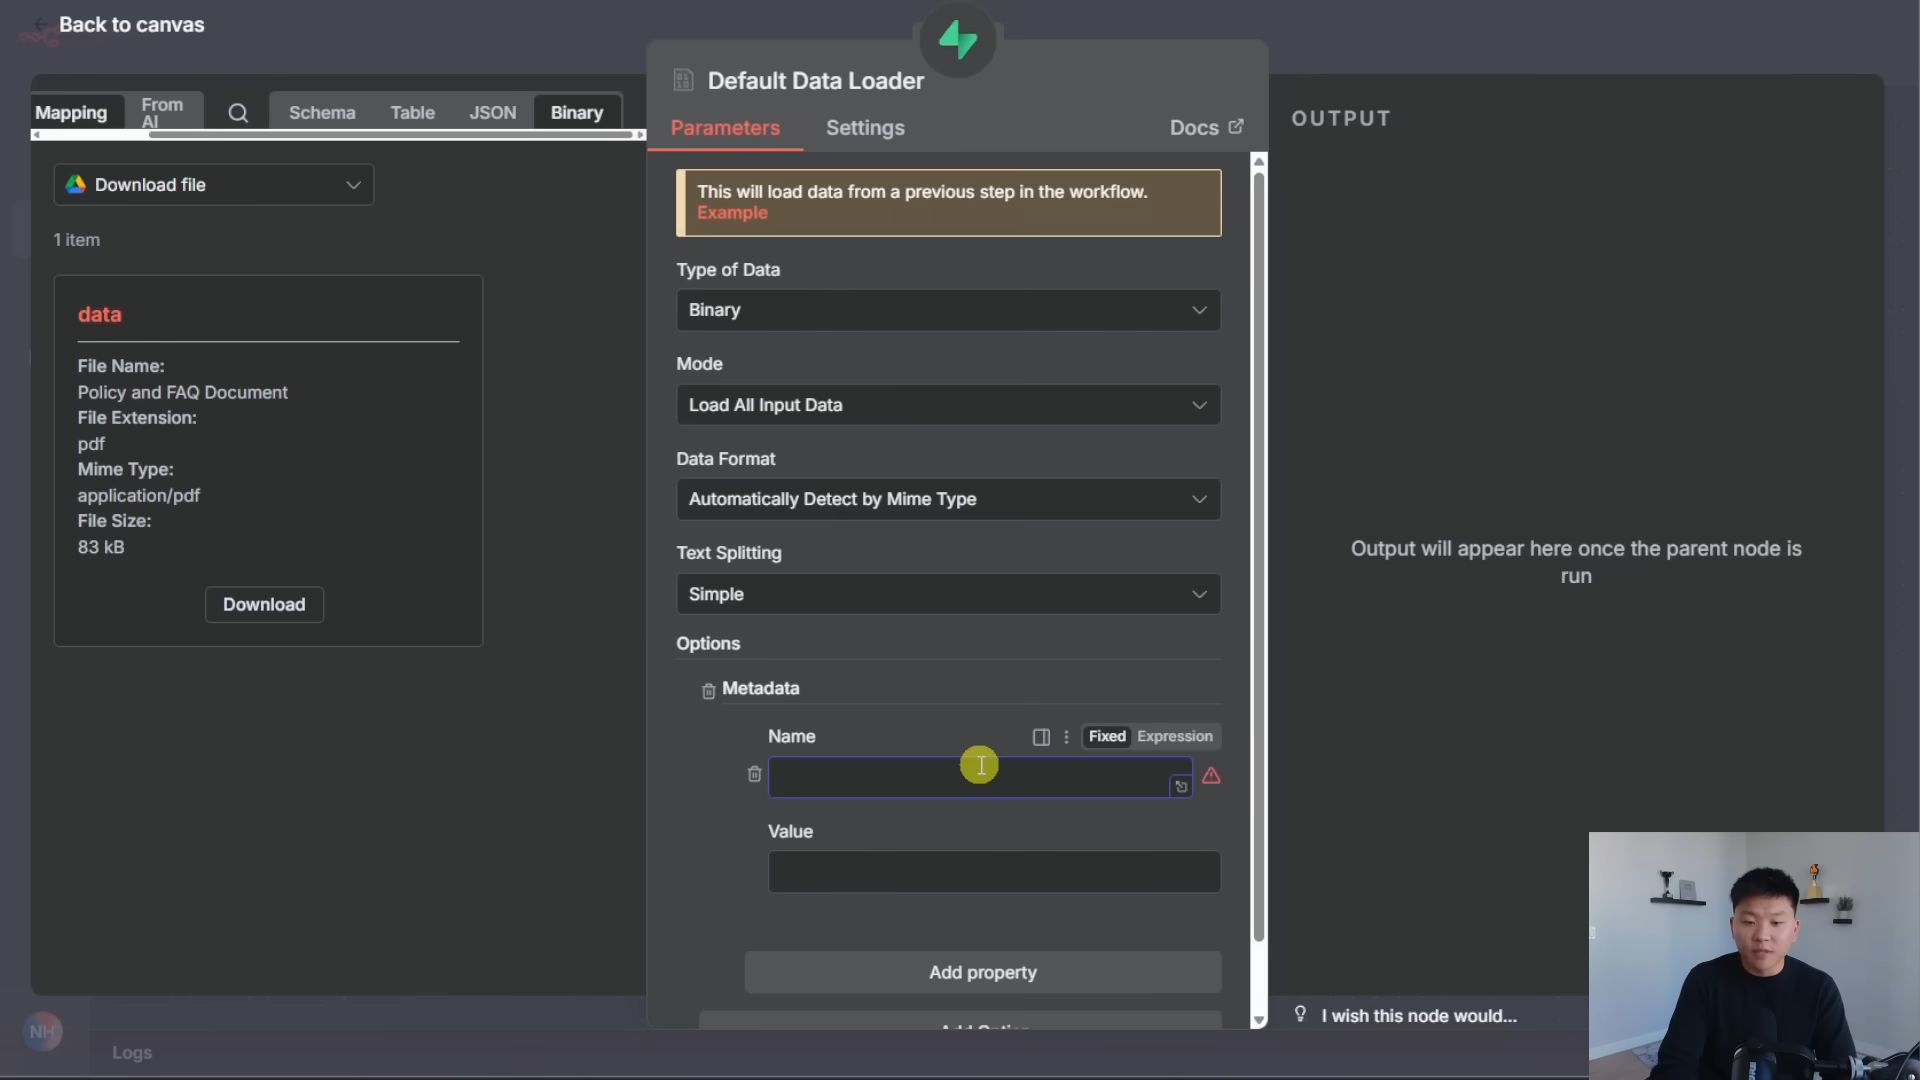 Back to canvas
Mapping
From
AI
Schema
Table
JSON
Binary
Download file
1 item
data
File Name:
Policy and FAQ Document
File Extension:
pdf
Mime Type:
application/pdf
File Size:
83 kB
Download
Default Data Loader
Parameters
Settings
Docs
This will load data from a previous step in the workflow.
Example
Type of Data
Binary
Mode
Load All Input Data
Data Format
Automatically Detect by Mime Type
Text Splitting
Simple
Options
Metadata
Name
Fixed
Expression
Value
Add property
Add Option
OUTPUT
Output will appear here once the parent node is
run
I wish this node would...
NH
Logs